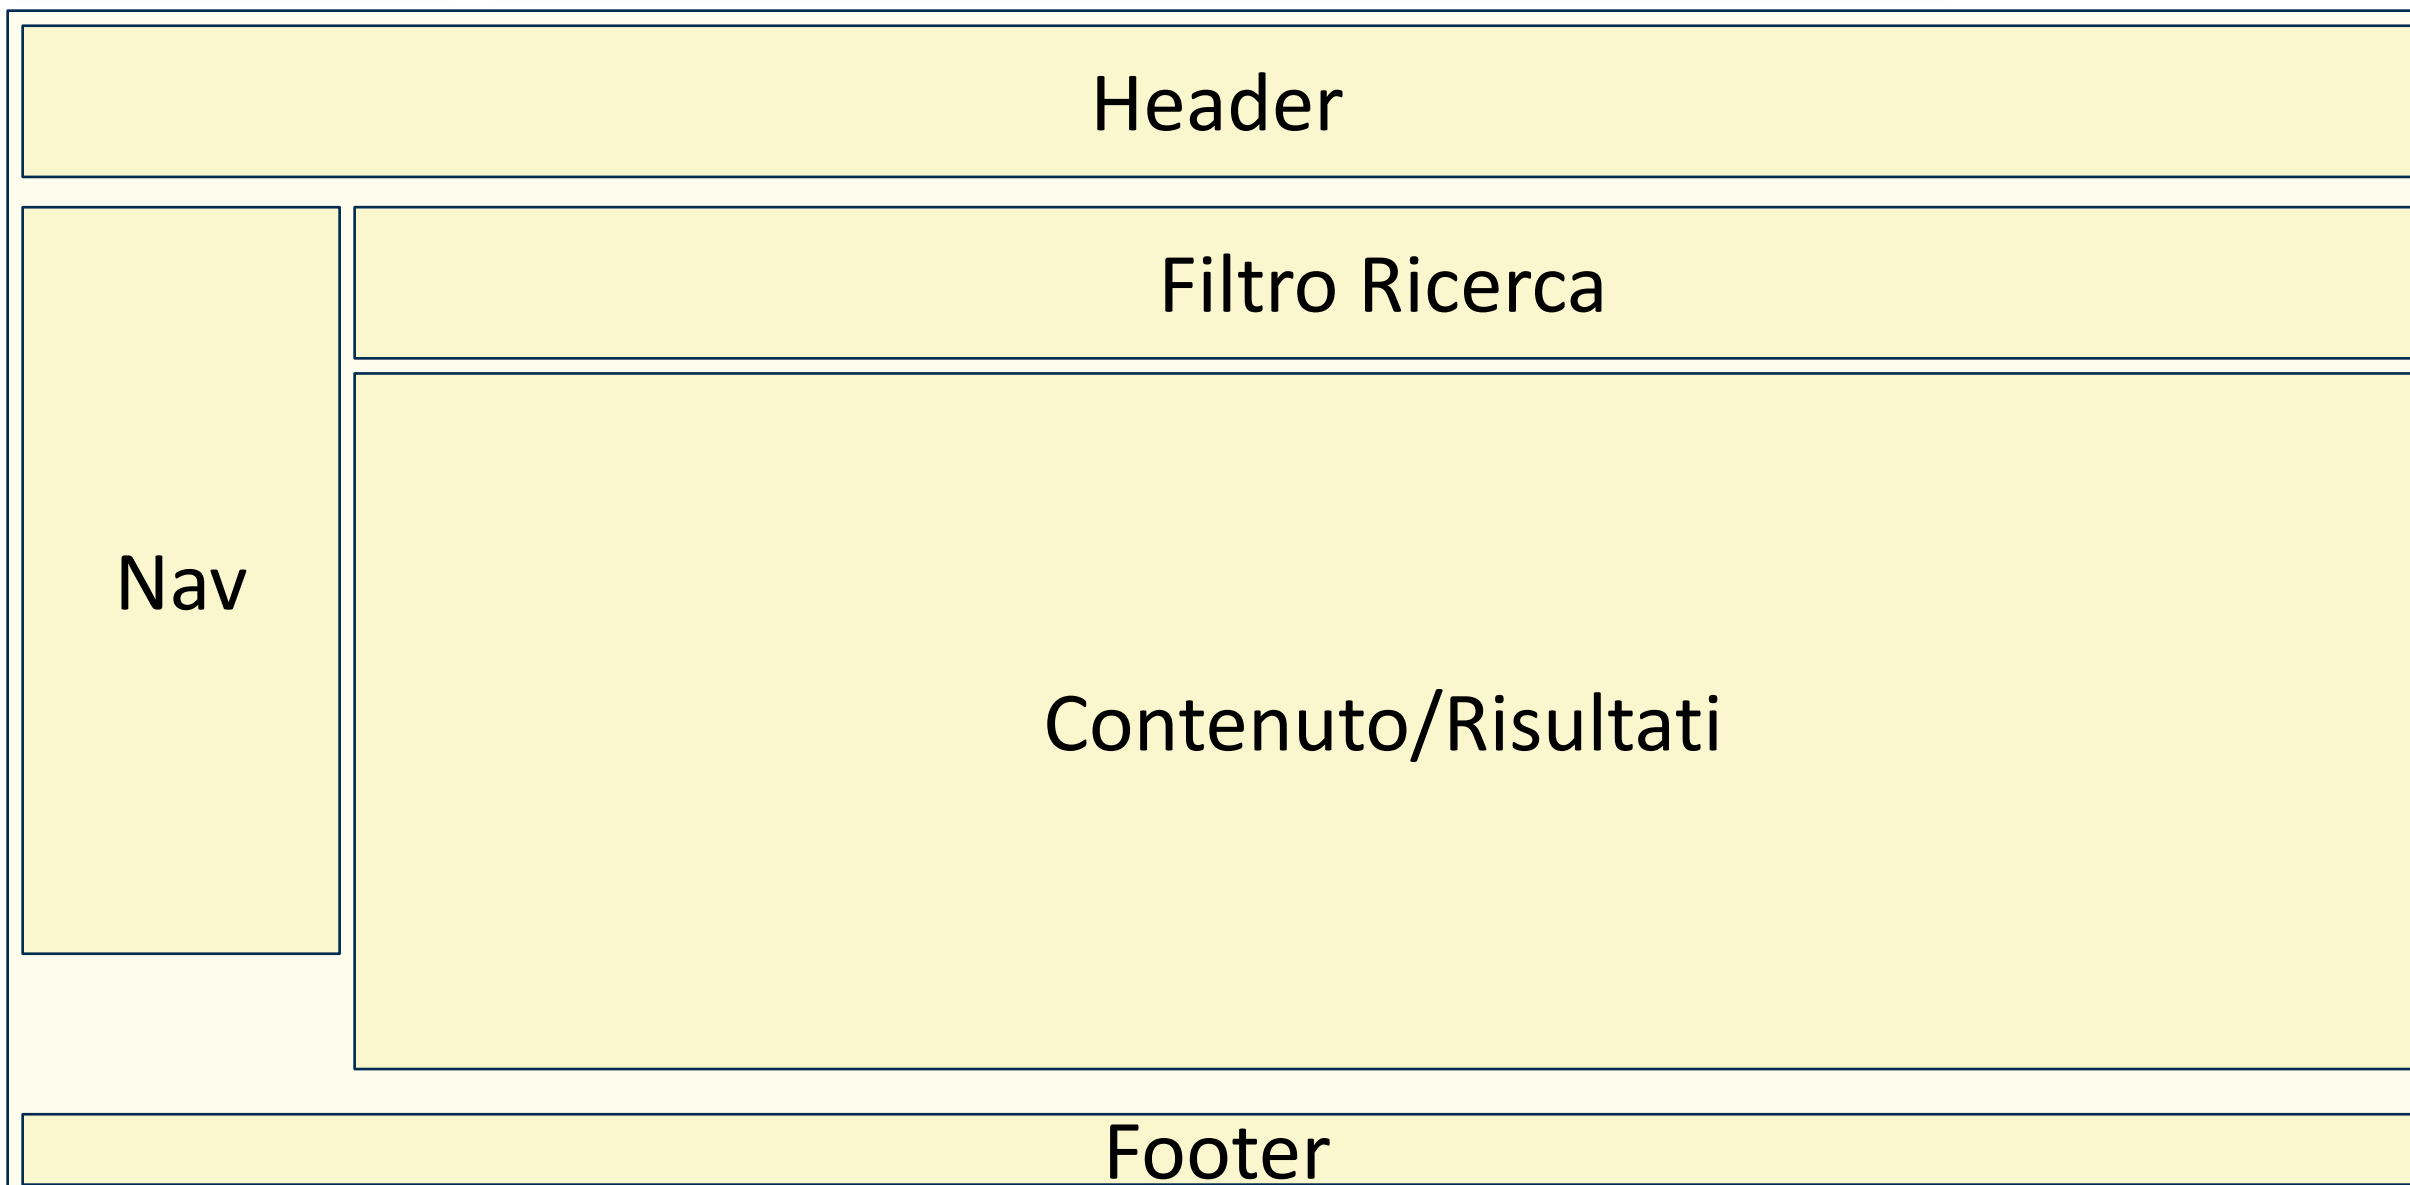 Header
Filtro Ricerca
Nav
Contenuto/Risultati
Footer